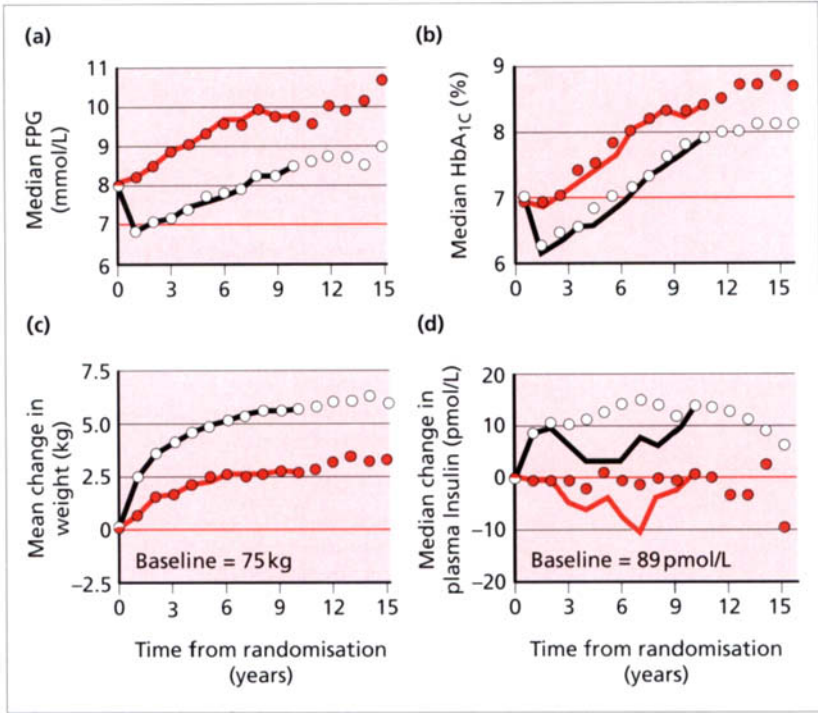 (a)
Median FPG
(mmol/L)
11
10
9
8
7
6
0 3 6 9 12 15
(b)
Median HbA1C (%)
9
8
7
6
0 3 6 9 12 15
(c)
Mean change in
weight (kg)
7.5
5.0
2.5
0
−2.5
Baseline = 75 kg
0 3 6 9 12 15
Time from randomisation
(years)
(d)
Median change in
plasma Insulin (pmol/L)
20
10
0
−10
−20
Baseline = 89 pmol/L
0 3 6 9 12 15
Time from randomisation
(years)